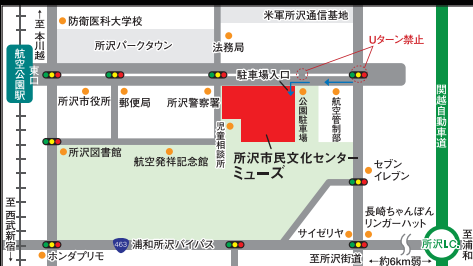 ↑至本川越
防衛医科大学校
米軍所沢通信基地
所沢パークタウン
法務局
Uターン禁止
航空公園駅
東口
駐車場入口
関越自動車道
所沢市役所
郵便局
所沢警察署
公園駐車場
航空管制部
児童相談所
所沢図書館
航空発祥記念館
所沢市民文化センター
ミューズ
セブン
イレブン
長崎ちゃんぽん
リンガーハット
サイゼリヤ
至西武新宿↓
463
浦和所沢バイパス
所沢I.C.
至浦和
ポンダプリモ
至所沢街道
←約6km弱→